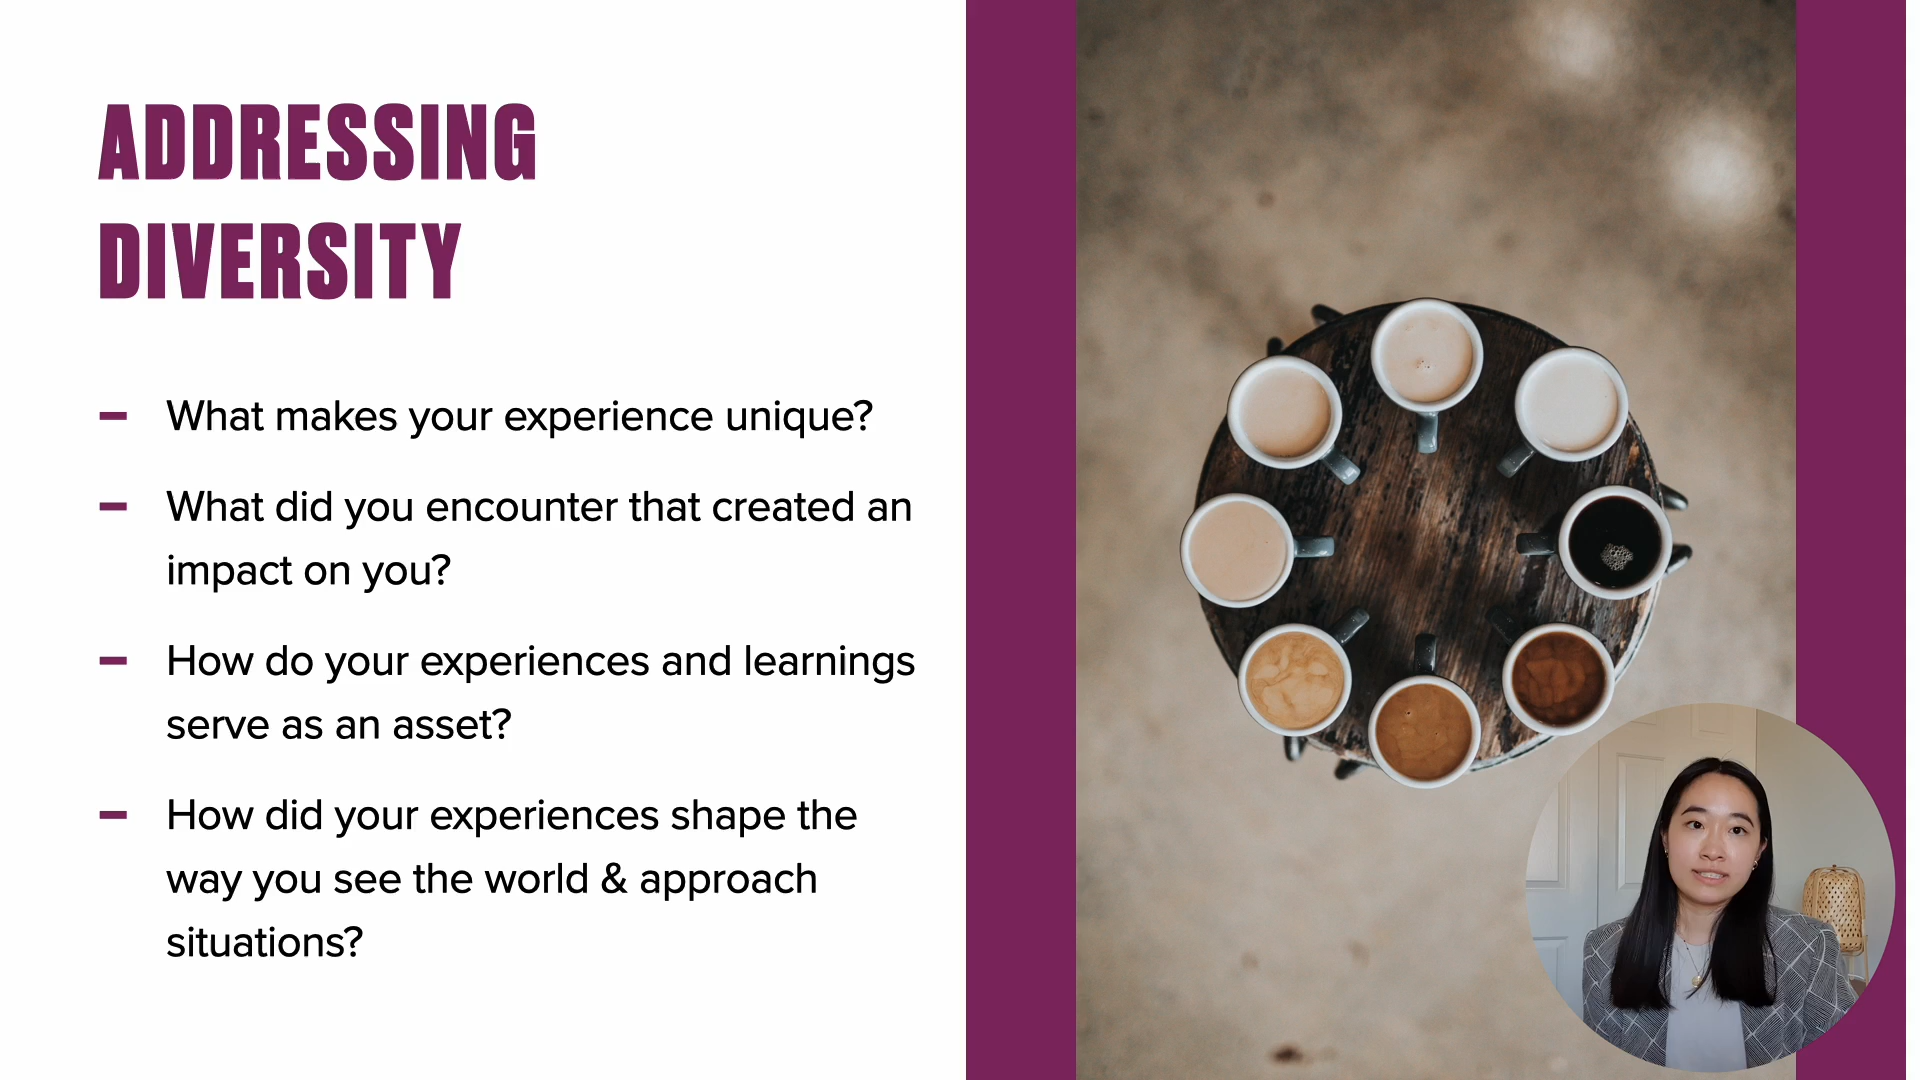 ADDRESSING
DIVERSITY
– What makes your experience unique?
– What did you encounter that created an
impact on you?
– How do your experiences and learnings
serve as an asset?
– How did your experiences shape the
way you see the world & approach
situations?